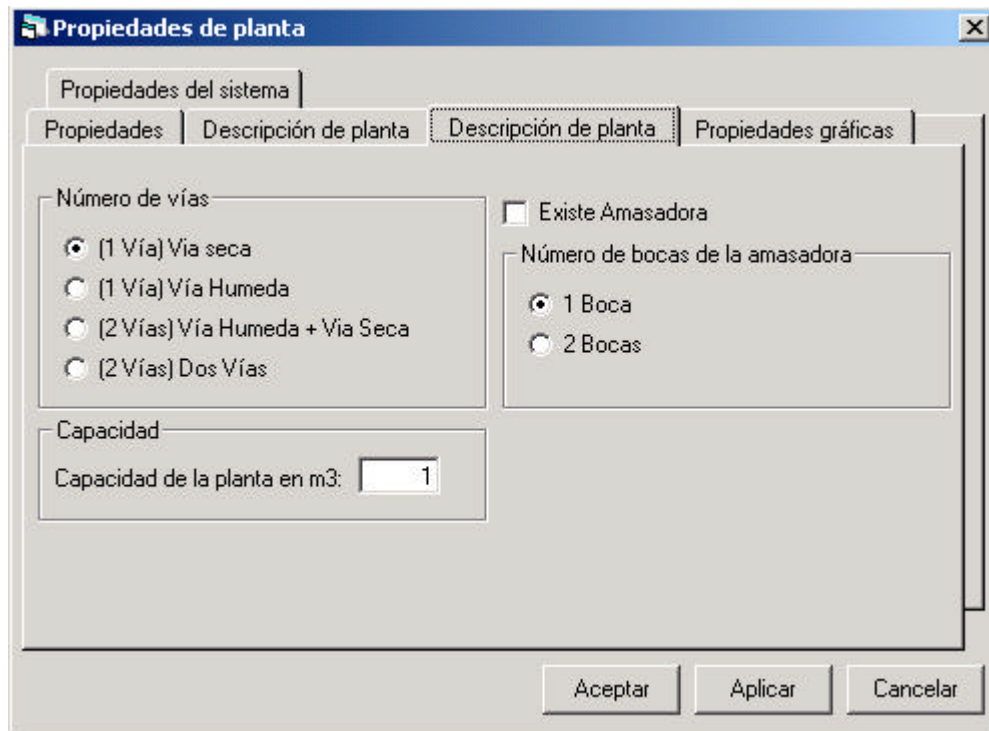 Propiedades de planta
Propiedades del sistema
Propiedades
Descripción de planta
Descripción de planta
Propiedades gráficas
Número de vías
(1 Vía) Via seca
(1 Vía) Vía Humeda
(2 Vías) Vía Humeda + Via Seca
(2 Vías) Dos Vías
Existe Amasadora
Número de bocas de la amasadora
1 Boca
2 Bocas
Capacidad
Capacidad de la planta en m3: 1
Aceptar
Aplicar
Cancelar